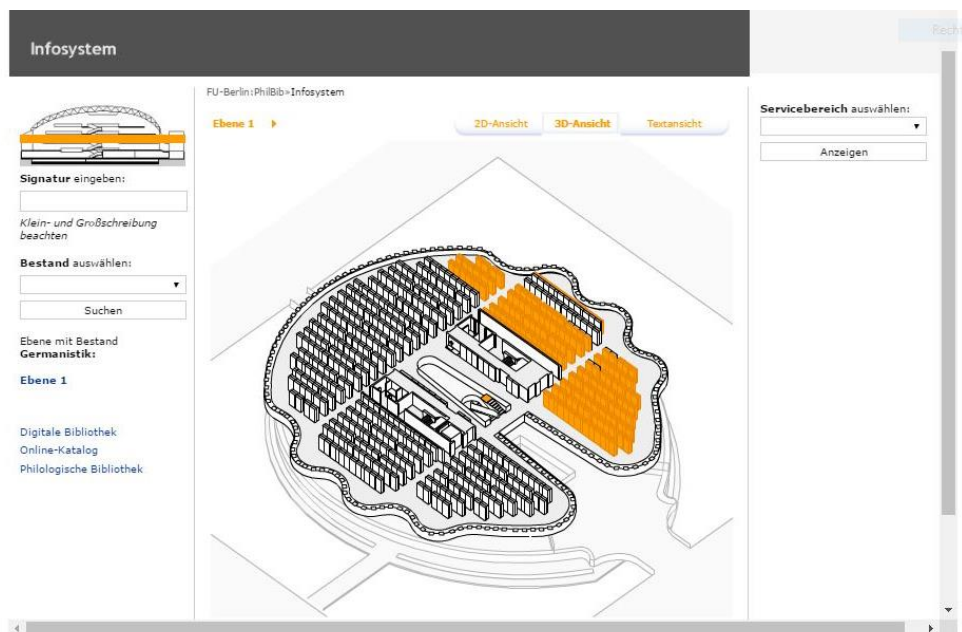 Infosystem
Recht
FU-Berlin:PhilBib»Infosystem
Ebene 1
2D-Ansicht
3D-Ansicht
Textansicht
Signatur eingeben:
Klein- und Großschreibung
beachten
Bestand auswählen:
Suchen
Ebene mit Bestand
Germanistik:
Ebene 1
Digitale Bibliothek
Online-Katalog
Philologische Bibliothek
Servicebereich auswählen:
Anzeigen